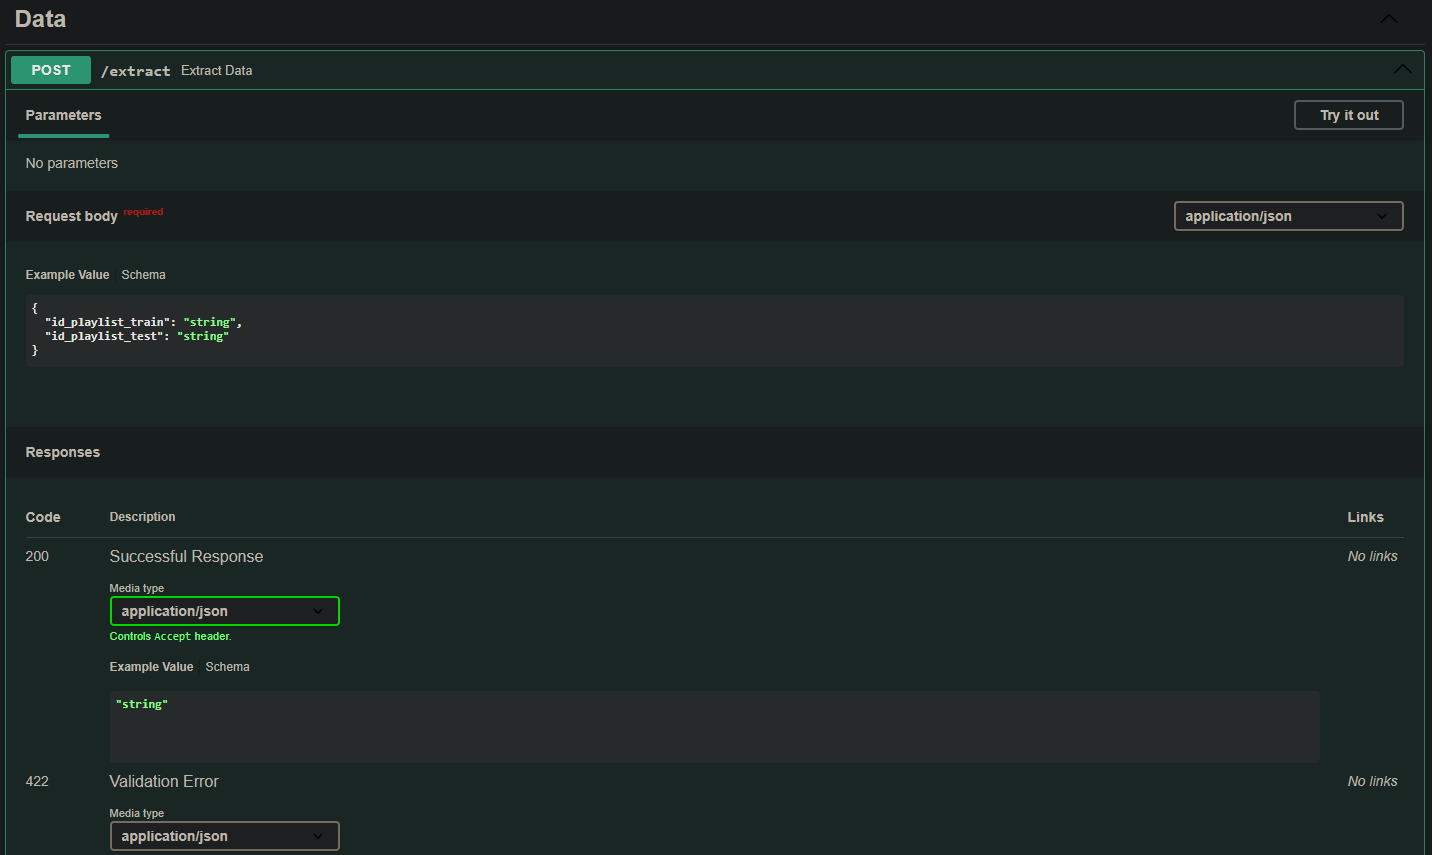 Data
POST /extract Extract Data
Parameters Try it out
No parameters
Request body required application/json
Example Value Schema
{
"id_playlist_train": "string",
"id_playlist_test": "string"
}
Responses
Code Description Links
200 Successful Response No links
Media type
application/json
Controls Accept header.
Example Value Schema
"string"
422 Validation Error No links
Media type
application/json